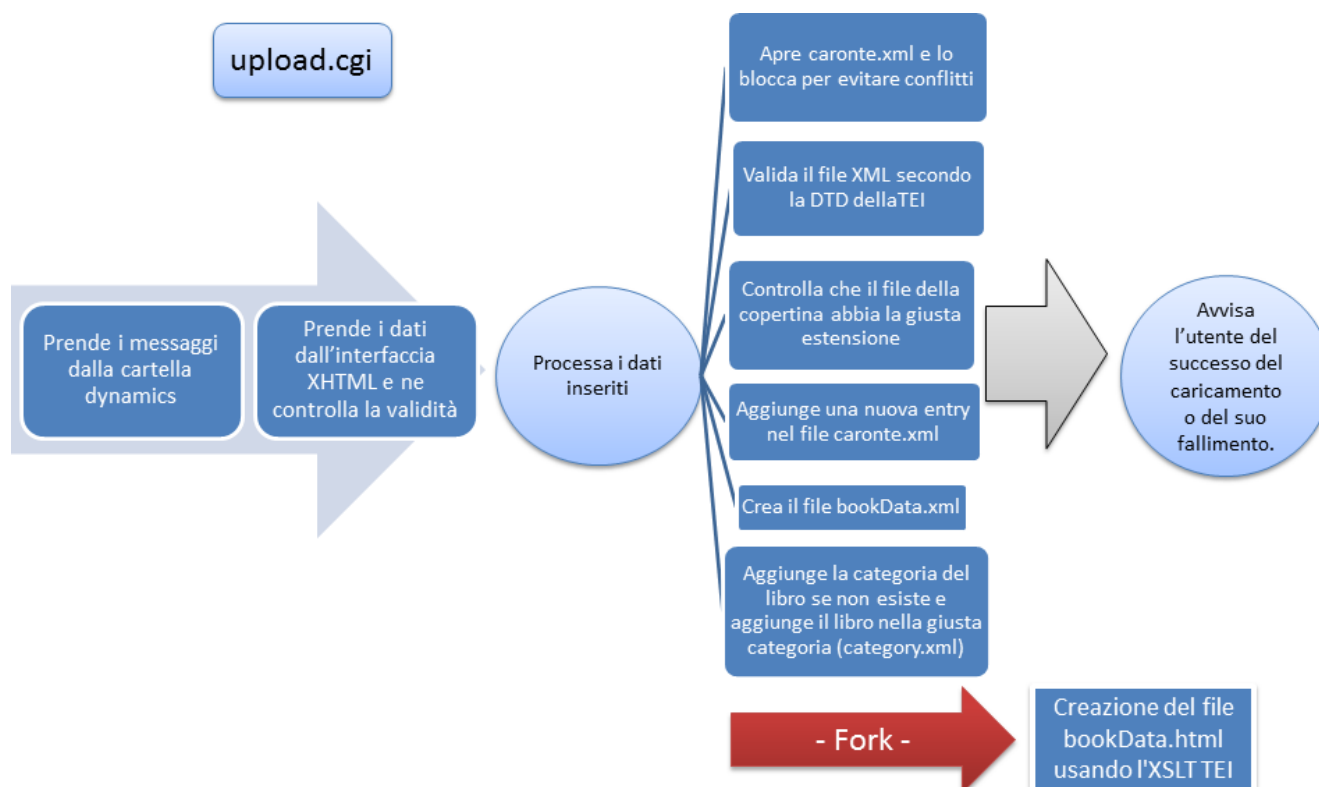 upload.cgi
Prende i messaggi
dalla cartella
dynamics
Prende i dati
dall'interfaccia
XHTML e ne
controlla la validità
Processa i dati
inseriti
Apre caronte.xml e lo
blocca per evitare conflitti
Valida il file XML secondo
la DTD dellaTEI
Controlla che il file della
copertina abbia la giusta
estensione
Aggiunge una nuova entry
nel file caronte.xml
Crea il file bookData.xml
Aggiunge la categoria del
libro se non esiste e
aggiunge il libro nella giusta
categoria (category.xml)
Avvisa
l’utente del
successo del
caricamento
o del suo
fallimento.
- Fork -
Creazione del file
bookData.html
usando l'XSLT TEI